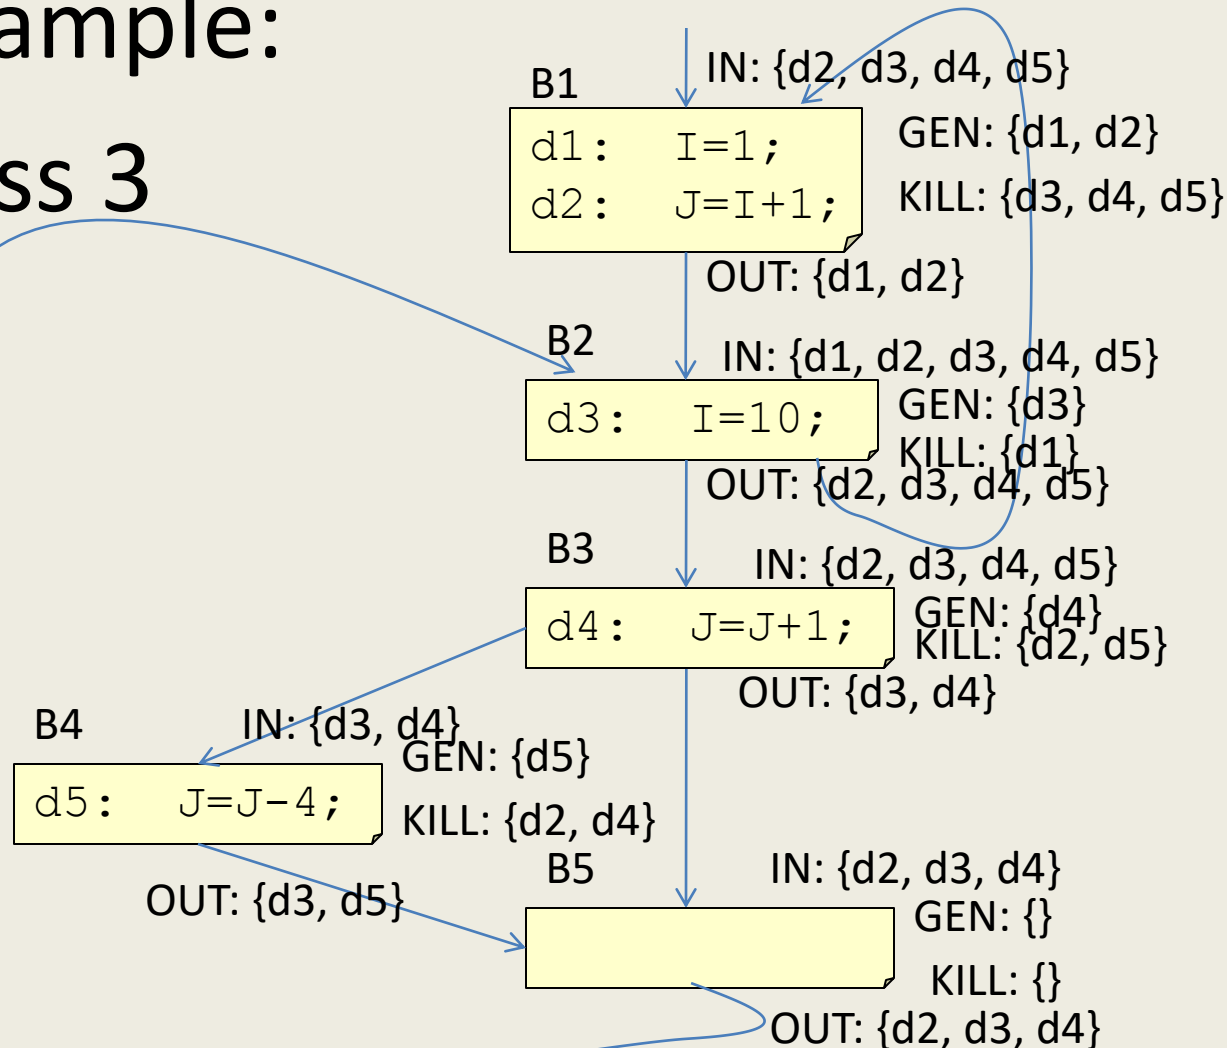 ample:
ss 3
B1
IN: {d2, d3, d4, d5}
d1: I=1;
d2: J=I+1;
GEN: {d1, d2}
KILL: {d3, d4, d5}
OUT: {d1, d2}
B2
IN: {d1, d2, d3, d4, d5}
d3: I=10;
GEN: {d3}
KILL: {d1}
OUT: {d2, d3, d4, d5}
B3
IN: {d2, d3, d4, d5}
d4: J=J+1;
GEN: {d4}
KILL: {d2, d5}
OUT: {d3, d4}
B4
IN: {d3, d4}
d5: J=J-4;
GEN: {d5}
KILL: {d2, d4}
OUT: {d3, d5}
B5
IN: {d2, d3, d4}
GEN: {}
KILL: {}
OUT: {d2, d3, d4}